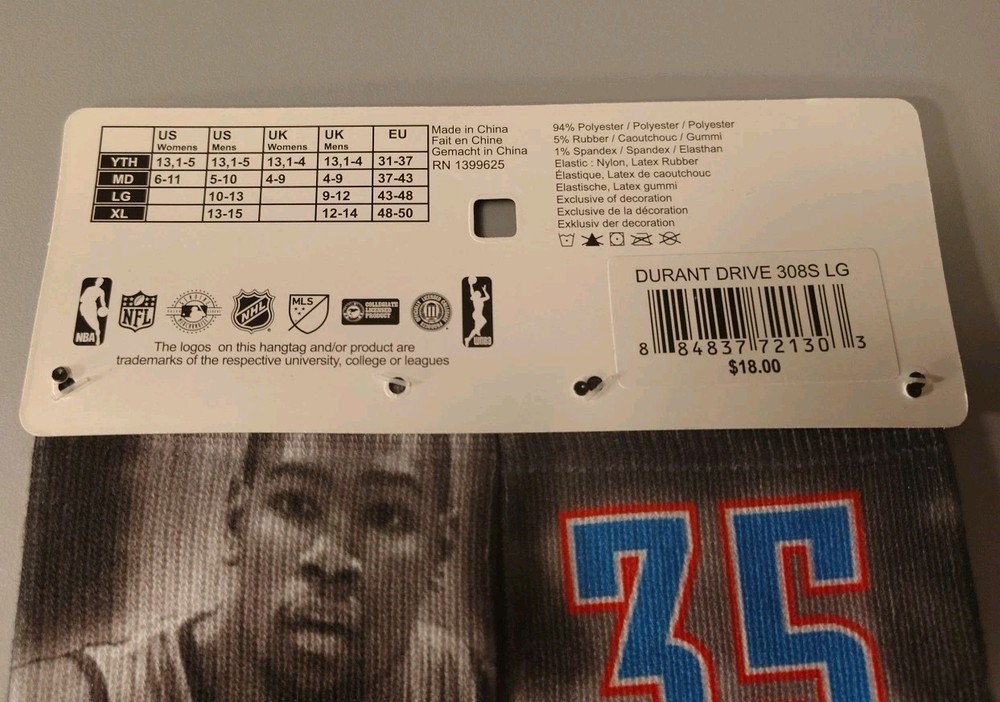 US Womens US Mens UK Womens UK Mens EU
YTH 13,1-5 13,1-5 13,1-4 13,1-4 31-37
MD 6-11 5-10 4-9 4-9 37-43
LG 10-13 9-12 43-48
XL 13-15 12-14 48-50
Made in China
Fait en Chine
Gemacht in China
RN 1399625
94% Polyester / Polyester / Polyester
5% Rubber / Caoutchouc / Gummi
1% Spandex / Spandex / Elasthan
Elastic : Nylon, Latex Rubber
Élastique, Latex de caoutchouc
Elastische, Latex gummi
Exclusive of decoration
Exclusive de la décoration
Exklusiv der decoration
NBA
NFL
NHL
MLS
COLLEGIATE
LICENSED
PRODUCT
WNBA
The logos on this hangtag and/or product are
trademarks of the respective university, college or leagues
DURANT DRIVE 308S LG
8 84837 72130 3
$18.00
35